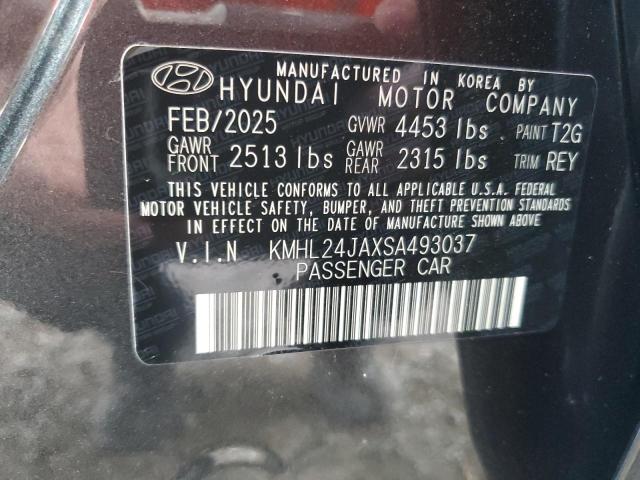 MANUFACTURED IN KOREA BY
HYUNDAI MOTOR COMPANY
FEB/2025 GVWR 4453 lbs PAINT T2G
GAWR FRONT 2513 lbs GAWR REAR 2315 lbs TRIM REY
THIS VEHICLE CONFORMS TO ALL APPLICABLE U.S.A. FEDERAL
MOTOR VEHICLE SAFETY, BUMPER, AND THEFT PREVENTION STANDARDS
IN EFFECT ON THE DATE OF MANUFACTURE SHOWN ABOVE.
V.I.N KMHL24JAXSA493037
PASSENGER CAR